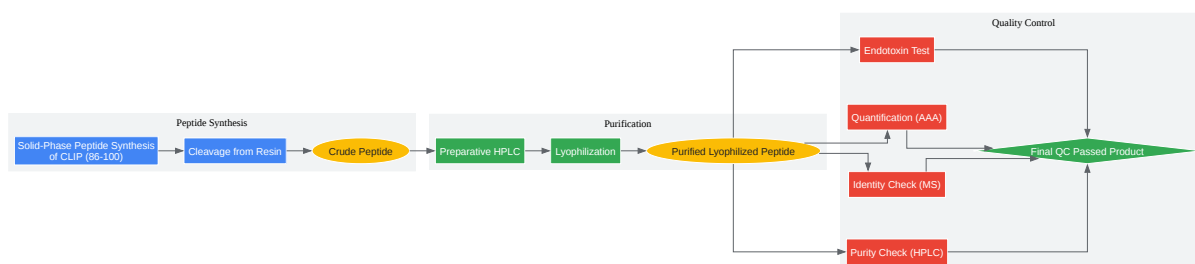 Peptide Synthesis
Solid-Phase Peptide Synthesis
of CLIP (86-100)
Cleavage from Resin
Crude Peptide
Purification
Preparative HPLC
Lyophilization
Purified Lyophilized Peptide
Quality Control
Endotoxin Test
Quantification (AAA)
Identity Check (MS)
Purity Check (HPLC)
Final QC Passed Product